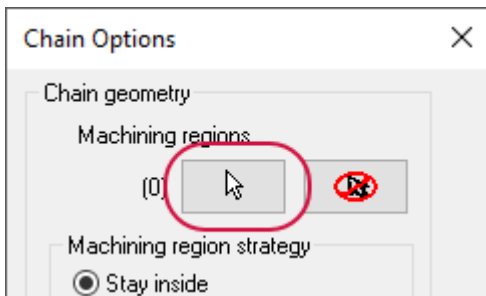 Chain Options
Chain geometry
Machining regions
(0)
Machining region strategy
Stay inside